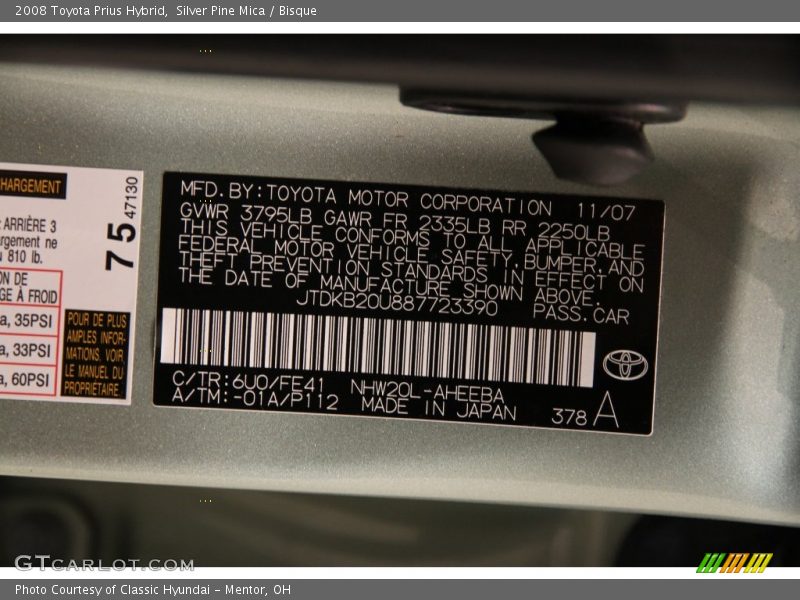 2008 Toyota Prius Hybrid, Silver Pine Mica / Bisque
HARGEMENT
ARRIÈRE 3
argement ne
810 lb.
ON DE
GE À FROID
a, 35PSI
a, 33PSI
a, 60PSI
75 47130
POUR DE PLUS
AMPLES INFOR-
MATIONS, VOIR
LE MANUEL DU
PROPRIÉTAIRE.
MFD. BY: TOYOTA MOTOR CORPORATION 11/07
GVWR 3795LB GAWR FR 2335LB RR 2250LB
THIS VEHICLE CONFORMS TO ALL APPLICABLE
FEDERAL MOTOR VEHICLE SAFETY, BUMPER, AND
THEFT PREVENTION STANDARDS IN EFFECT ON
THE DATE OF MANUFACTURE SHOWN ABOVE.
JTDKB20U887723390 PASS. CAR
C/TR: 6U0/FE41 NHW20L-AHEEBA
A/TM: -01A/P112 MADE IN JAPAN
378 A
GTCARLOT.COM
Photo Courtesy of Classic Hyundai - Mentor, OH